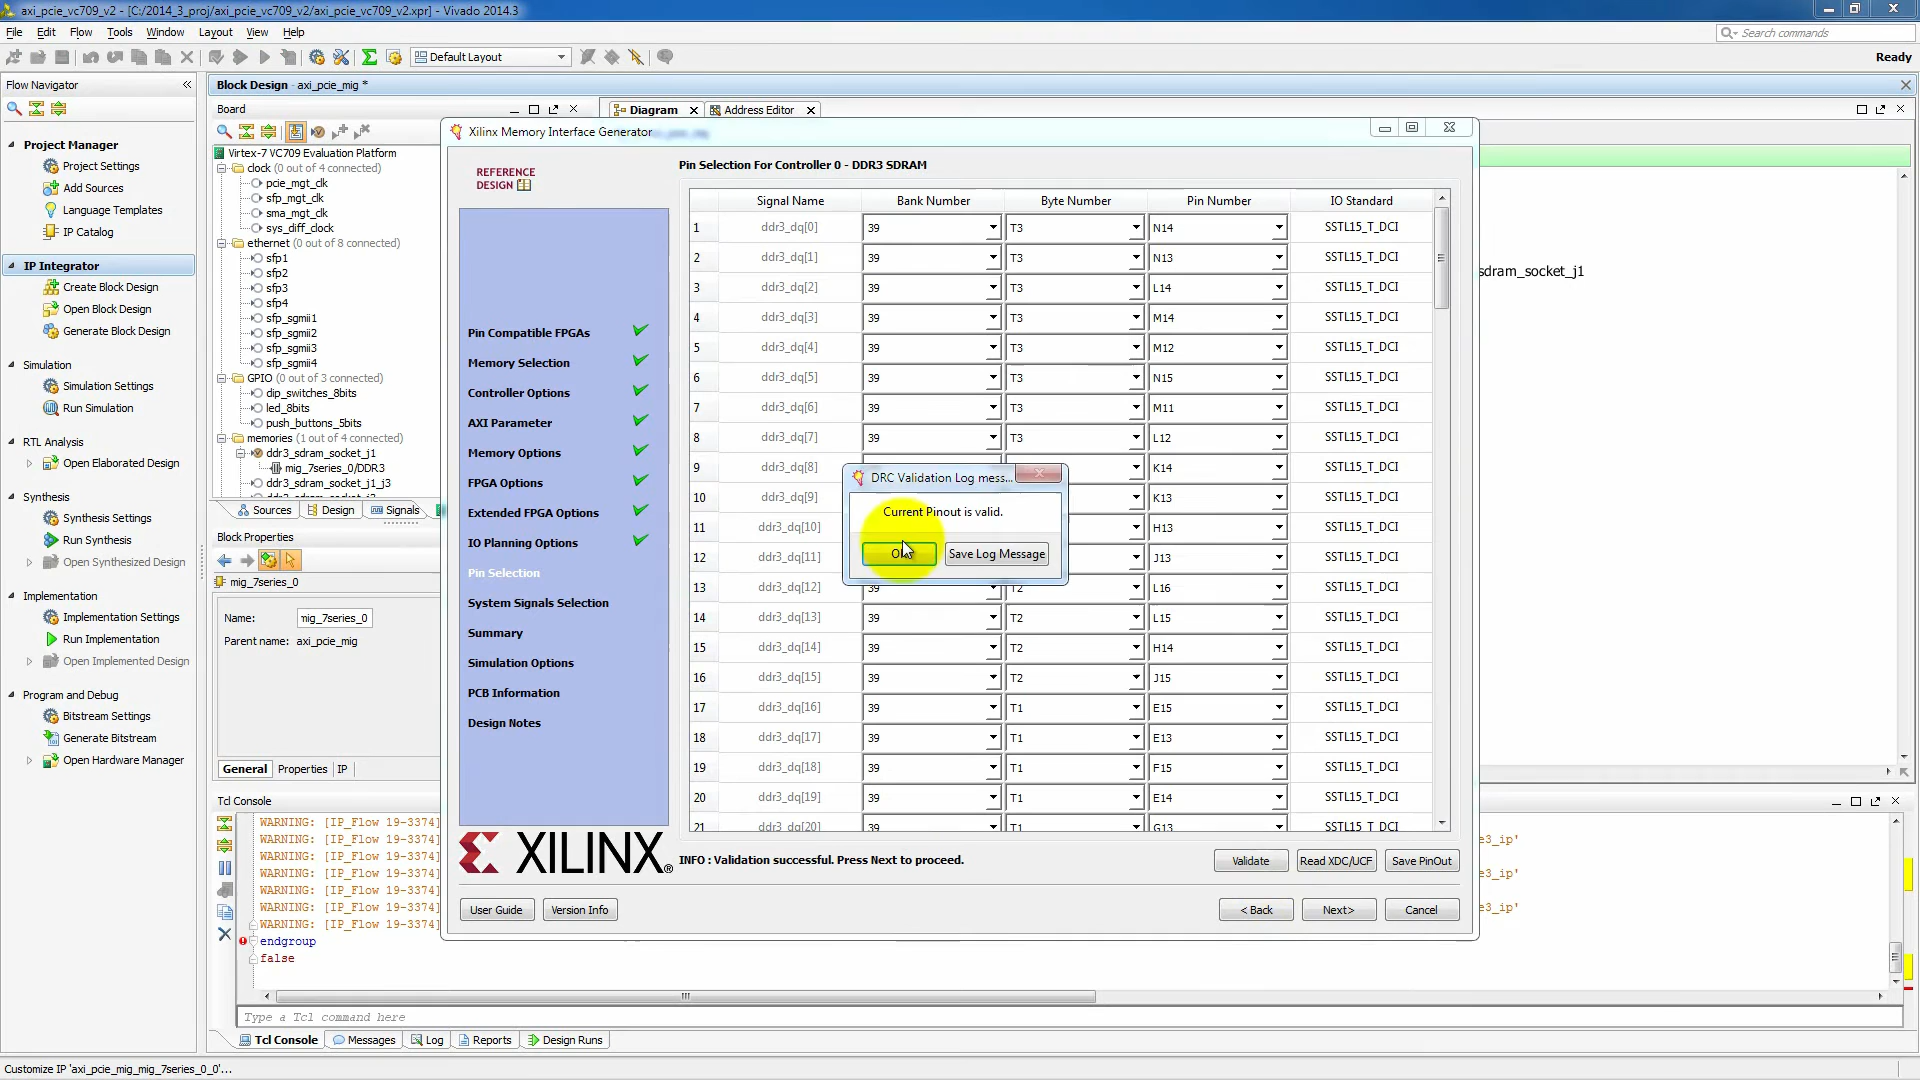 axi_pcie_vc709_v2 - [C:/2014_3_proj/axi_pcie_vc709_v2/axi_pcie_vc709_v2.xpr] - Vivado 2014.3
File Edit Flow Tools Window Layout View Help
Search commands
Default Layout
Ready
Flow Navigator
Project Manager
Project Settings
Add Sources
Language Templates
IP Catalog
IP Integrator
Create Block Design
Open Block Design
Generate Block Design
Simulation
Simulation Settings
Run Simulation
RTL Analysis
Open Elaborated Design
Synthesis
Synthesis Settings
Run Synthesis
Open Synthesized Design
Implementation
Implementation Settings
Run Implementation
Open Implemented Design
Program and Debug
Bitstream Settings
Generate Bitstream
Open Hardware Manager
Block Design - axi_pcie_mig *
Board
Virtex-7 VC709 Evaluation Platform
clock (0 out of 4 connected)
pcie_mgt_clk
sfp_mgt_clk
sma_mgt_clk
sys_diff_clock
ethernet (0 out of 8 connected)
sfp1
sfp2
sfp3
sfp4
sfp_sgmii1
sfp_sgmii2
sfp_sgmii3
sfp_sgmii4
GPIO (0 out of 3 connected)
dip_switches_8bits
led_8bits
push_buttons_5bits
memories (1 out of 4 connected)
ddr3_sdram_socket_j1
mig_7series_0/DDR3
ddr3_sdram_socket_j1_j3
Sources Design Signals
Block Properties
mig_7series_0
Name: mig_7series_0
Parent name: axi_pcie_mig
General Properties IP
Diagram Address Editor
sdram_socket_j1
Xilinx Memory Interface Generator
REFERENCE
DESIGN
Pin Compatible FPGAs
Memory Selection
Controller Options
AXI Parameter
Memory Options
FPGA Options
Extended FPGA Options
IO Planning Options
Pin Selection
System Signals Selection
Summary
Simulation Options
PCB Information
Design Notes
XILINX®
Pin Selection For Controller 0 - DDR3 SDRAM
Signal Name Bank Number Byte Number Pin Number IO Standard
1 ddr3_dq[0] 39 T3 N14 SSTL15_T_DCI
2 ddr3_dq[1] 39 T3 N13 SSTL15_T_DCI
3 ddr3_dq[2] 39 T3 L14 SSTL15_T_DCI
4 ddr3_dq[3] 39 T3 M14 SSTL15_T_DCI
5 ddr3_dq[4] 39 T3 M12 SSTL15_T_DCI
6 ddr3_dq[5] 39 T3 N15 SSTL15_T_DCI
7 ddr3_dq[6] 39 T3 M11 SSTL15_T_DCI
8 ddr3_dq[7] 39 T3 L12 SSTL15_T_DCI
9 ddr3_dq[8] K14 SSTL15_T_DCI
10 ddr3_dq[9] K13 SSTL15_T_DCI
11 ddr3_dq[10] H13 SSTL15_T_DCI
12 ddr3_dq[11] J13 SSTL15_T_DCI
13 ddr3_dq[12] 39 T2 L16 SSTL15_T_DCI
14 ddr3_dq[13] 39 T2 L15 SSTL15_T_DCI
15 ddr3_dq[14] 39 T2 H14 SSTL15_T_DCI
16 ddr3_dq[15] 39 T2 J15 SSTL15_T_DCI
17 ddr3_dq[16] 39 T1 E15 SSTL15_T_DCI
18 ddr3_dq[17] 39 T1 E13 SSTL15_T_DCI
19 ddr3_dq[18] 39 T1 F15 SSTL15_T_DCI
20 ddr3_dq[19] 39 T1 E14 SSTL15_T_DCI
21 ddr3_dq[20] 39 T1 G13 SSTL15_T_DCI
DRC Validation Log mess...
Current Pinout is valid.
OK Save Log Message
INFO : Validation successful. Press Next to proceed.
Validate Read XDC/UCF Save PinOut
User Guide Version Info < Back Next> Cancel
Tcl Console
WARNING: [IP_Flow 19-3374]
WARNING: [IP_Flow 19-3374] e3_ip'
WARNING: [IP_Flow 19-3374]
WARNING: [IP_Flow 19-3374] e3_ip'
WARNING: [IP_Flow 19-3374]
WARNING: [IP_Flow 19-3374] e3_ip'
WARNING: [IP_Flow 19-3374]
endgroup
false
Type a Tcl command here
Tcl Console Messages Log Reports Design Runs
Customize IP 'axi_pcie_mig_mig_7series_0_0'...